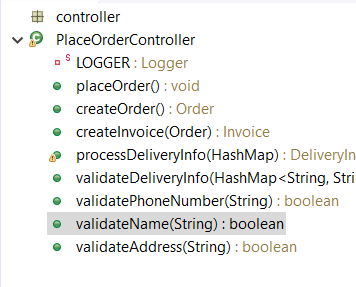 controller
PlaceOrderController
S LOGGER : Logger
placeOrder() : void
createOrder() : Order
createInvoice(Order) : Invoice
processDeliveryInfo(HashMap) : DeliveryIn
validateDeliveryInfo(HashMap<String, Stri
validatePhoneNumber(String) : boolean
validateName(String) : boolean
validateAddress(String) : boolean